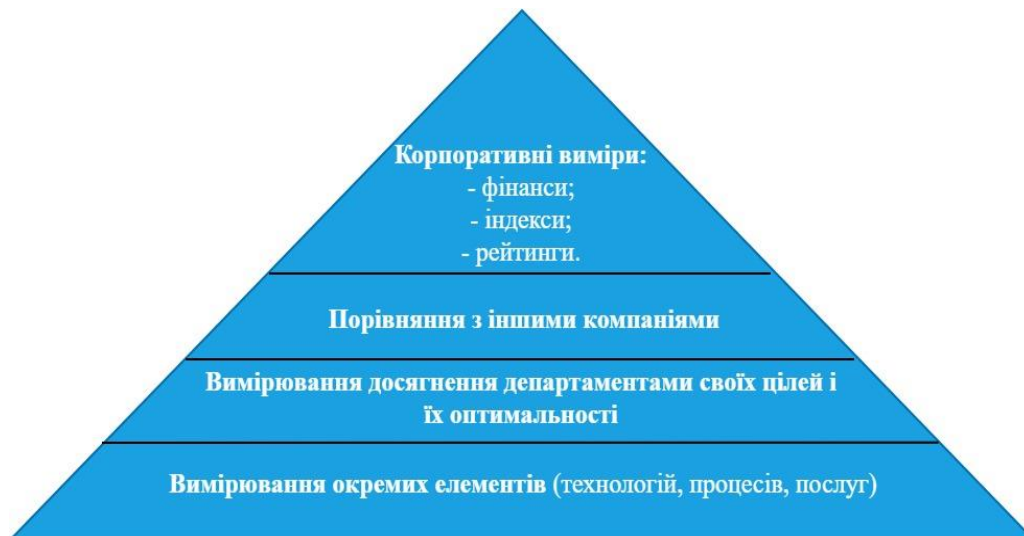 Корпоративні виміри:
- фінанси;
- індекси;
- рейтинги.
Порівняння з іншими компаніями
Вимірювання досягнення департаментами своїх цілей і
їх оптимальності
Вимірювання окремих елементів (технологій, процесів, послуг)